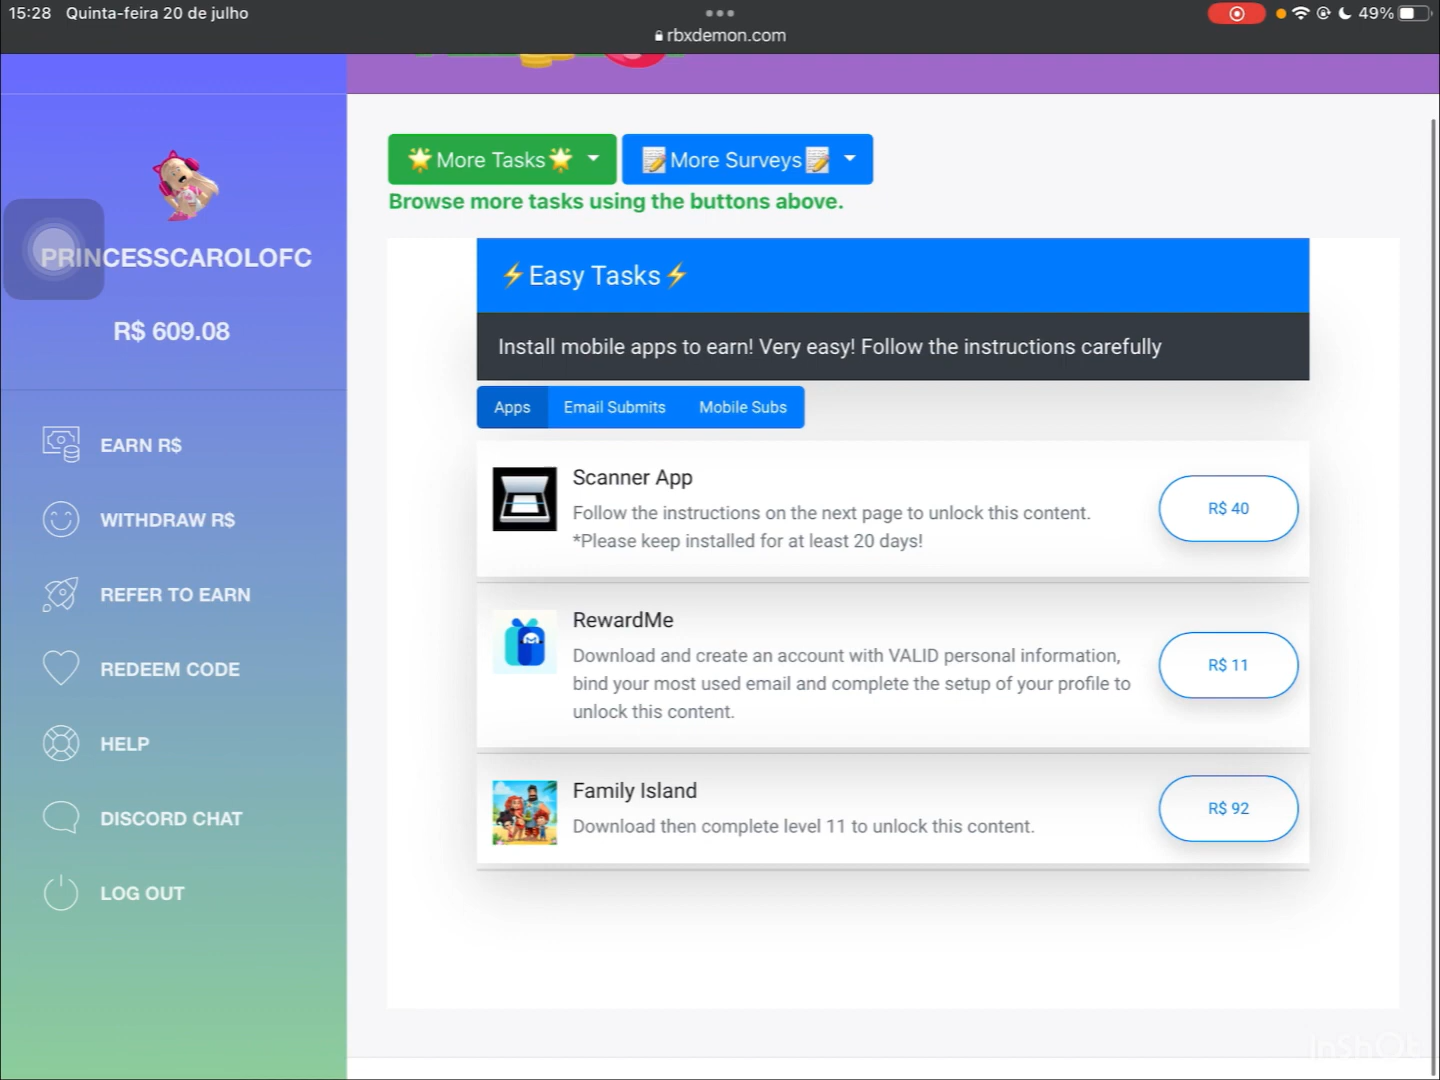 15:28 Quinta-feira 20 de julho
49%
rbxdemon.com
PRINCESSCAROLOFC
R$ 609.08
EARN R$
WITHDRAW R$
REFER TO EARN
REDEEM CODE
HELP
DISCORD CHAT
LOG OUT
More Tasks
More Surveys
Browse more tasks using the buttons above.
Easy Tasks
Install mobile apps to earn! Very easy! Follow the instructions carefully
Apps Email Submits Mobile Subs
Scanner App
Follow the instructions on the next page to unlock this content.
*Please keep installed for at least 20 days!
R$ 40
RewardMe
Download and create an account with VALID personal information,
bind your most used email and complete the setup of your profile to
unlock this content.
R$ 11
Family Island
Download then complete level 11 to unlock this content.
R$ 92
InShOt